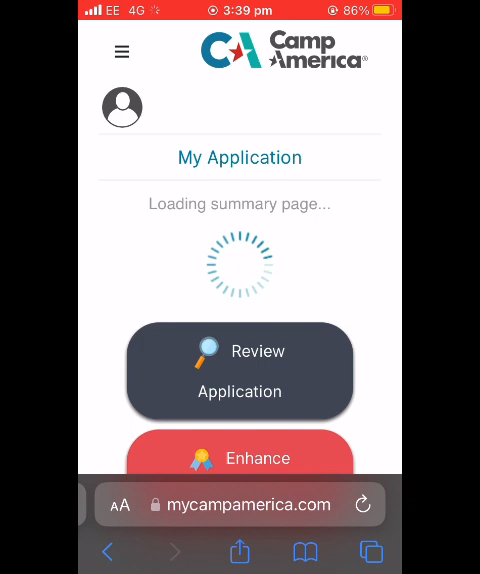 EE 4G 3:39 pm 86%
Camp
America®
My Application
Loading summary page...
Review
Application
Enhance
AA mycampamerica.com